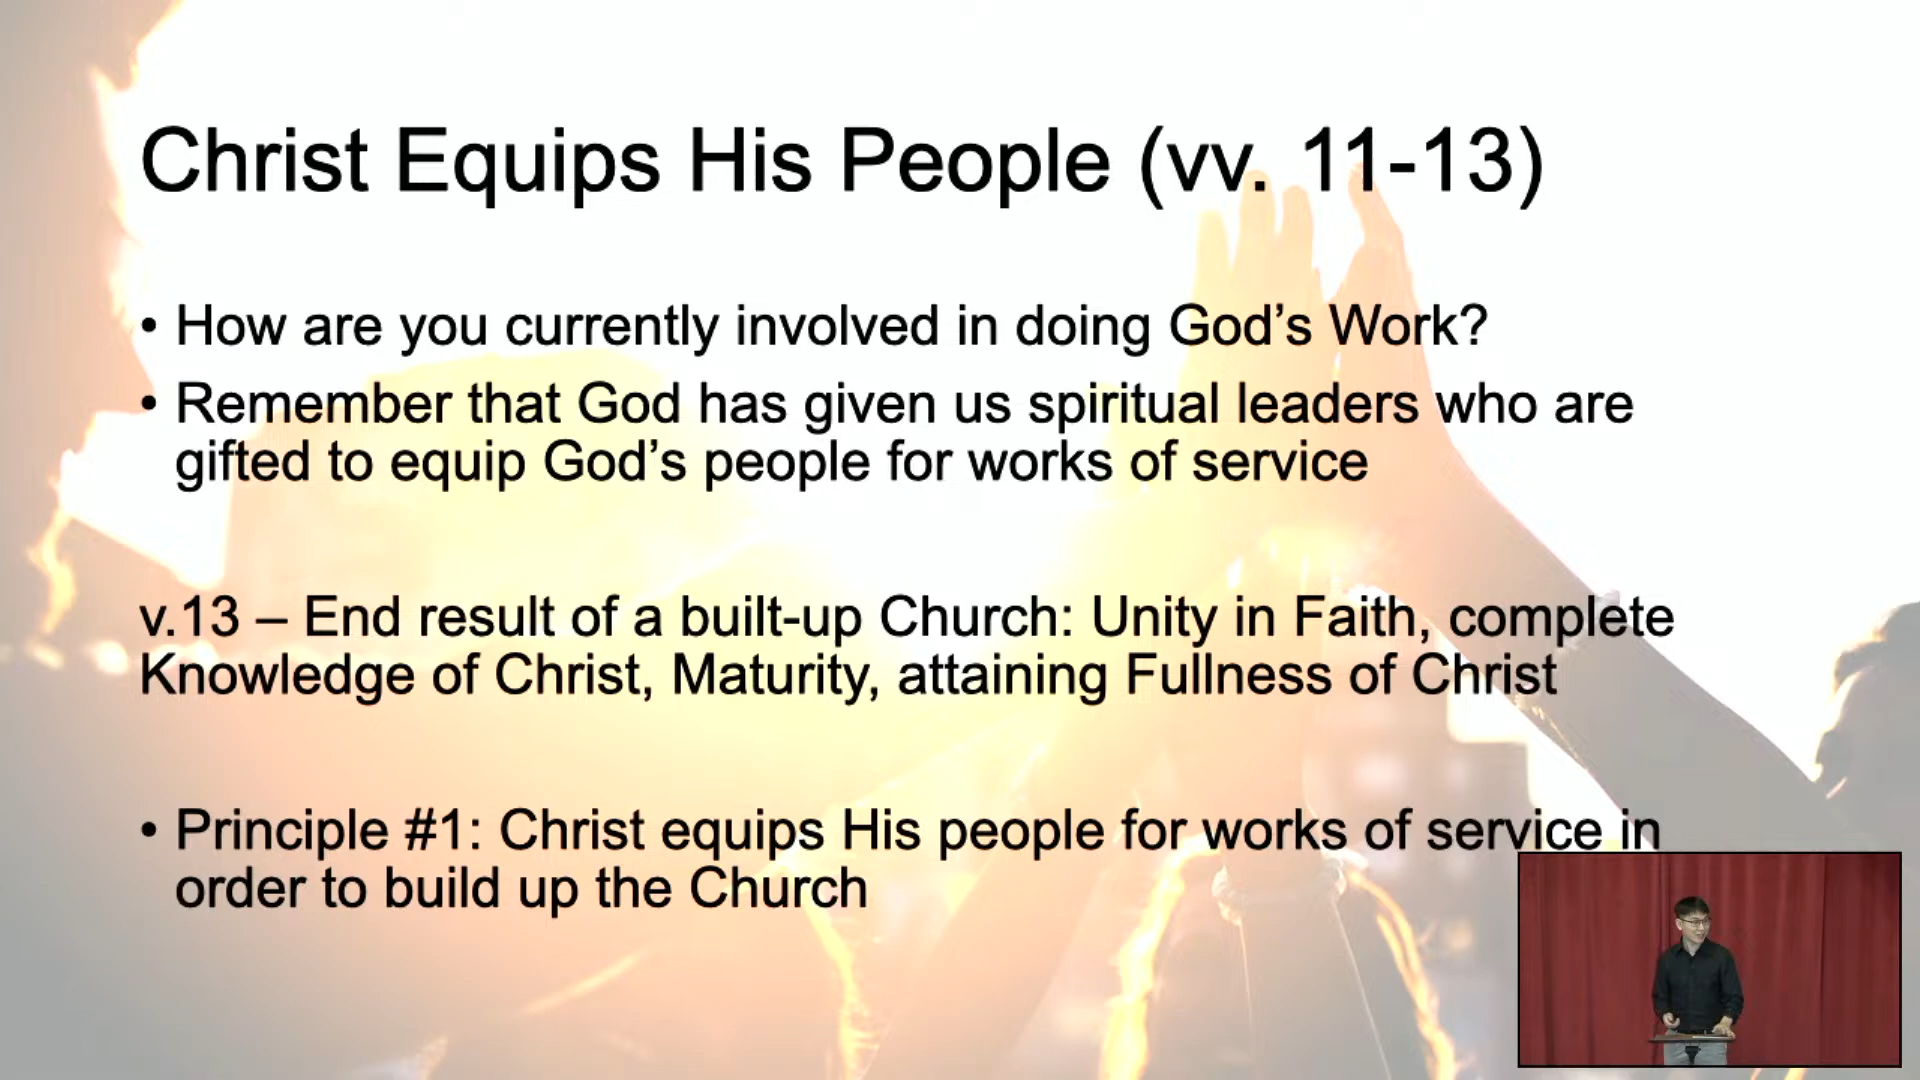 Christ Equips His People (vv. 11-13)
• How are you currently involved in doing God’s Work?
• Remember that God has given us spiritual leaders who are
gifted to equip God’s people for works of service
v.13 – End result of a built-up Church: Unity in Faith, complete
Knowledge of Christ, Maturity, attaining Fullness of Christ
• Principle #1: Christ equips His people for works of service in
order to build up the Church